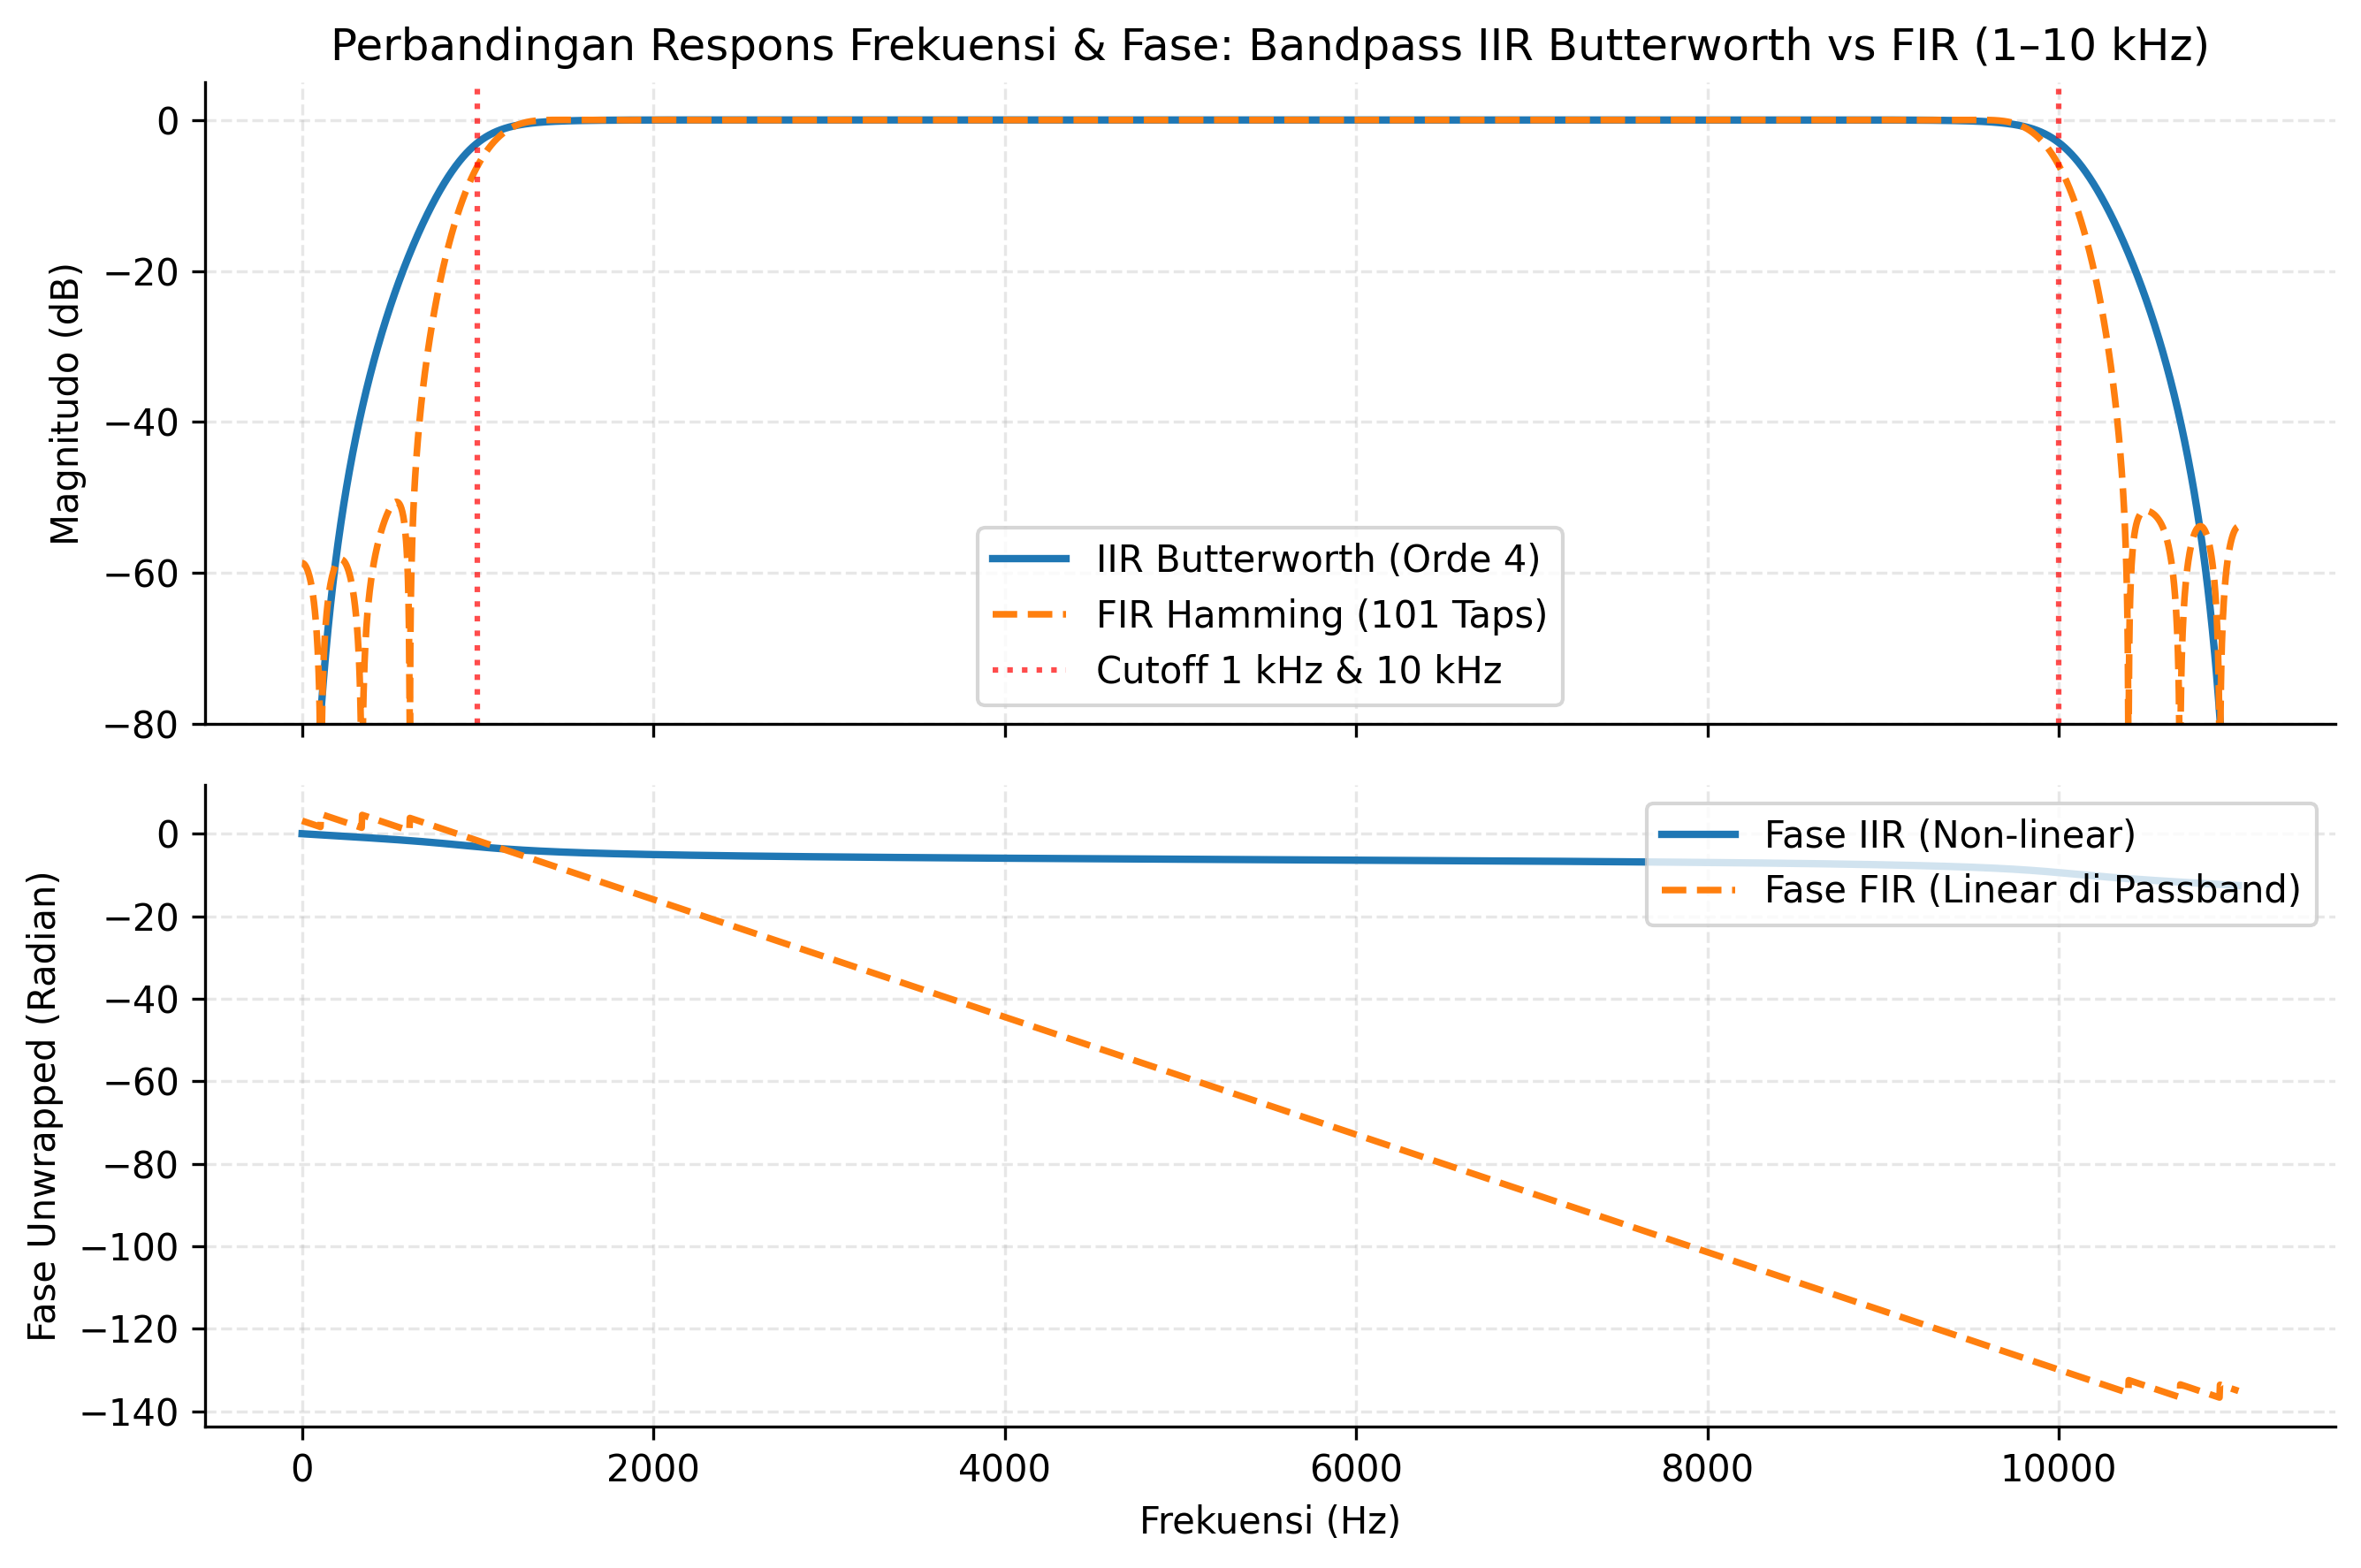 Perbandingan Respons Frekuensi & Fase: Bandpass IIR Butterworth vs FIR (1–10 kHz)
Magnitudo (dB)
0
−20
−40
−60
−80
IIR Butterworth (Orde 4)
FIR Hamming (101 Taps)
Cutoff 1 kHz & 10 kHz
Fase Unwrapped (Radian)
0
−20
−40
−60
−80
−100
−120
−140
Fase IIR (Non-linear)
Fase FIR (Linear di Passband)
0 2000 4000 6000 8000 10000
Frekuensi (Hz)